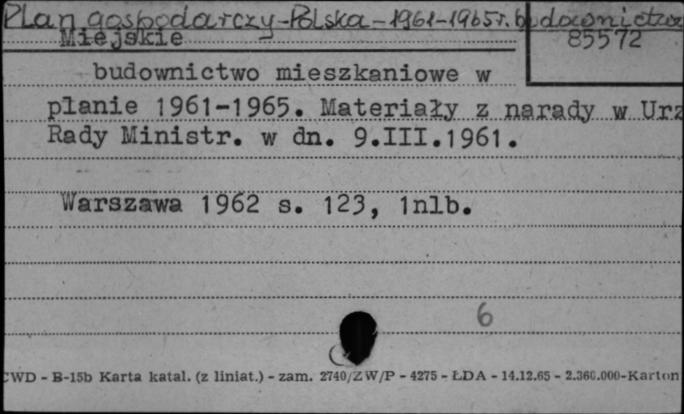 Plan gospodarczy-Polska-1961-1965r. budownictwo
Miejskie 85572
budownictwo mieszkaniowe w
planie 1961-1965. Materiały z narady w Urz
Rady Ministr. w dn. 9.III.1961.
Warszawa 1962 s. 123, 1nlb.
6
CWD - B-15b Karta katal. (z liniat.) - zam. 2740/ZW/P - 4275 - ŁDA - 14.12.65 - 2.360.000-Karton